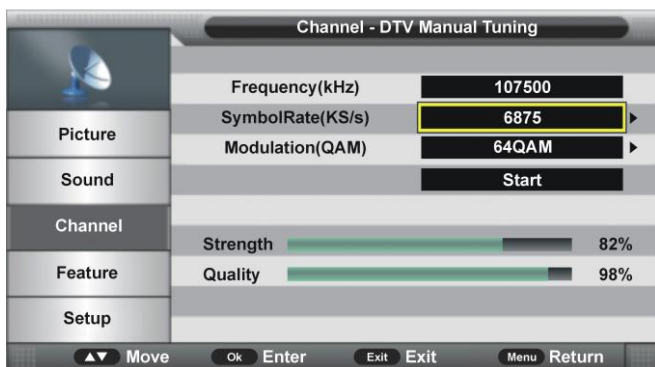 Channel - DTV Manual Tuning
Frequency(kHz) 107500
SymbolRate(KS/s) 6875
Modulation(QAM) 64QAM
Start
Strength 82%
Quality 98%
Picture
Sound
Channel
Feature
Setup
▲▼ Move Ok Enter Exit Exit Menu Return